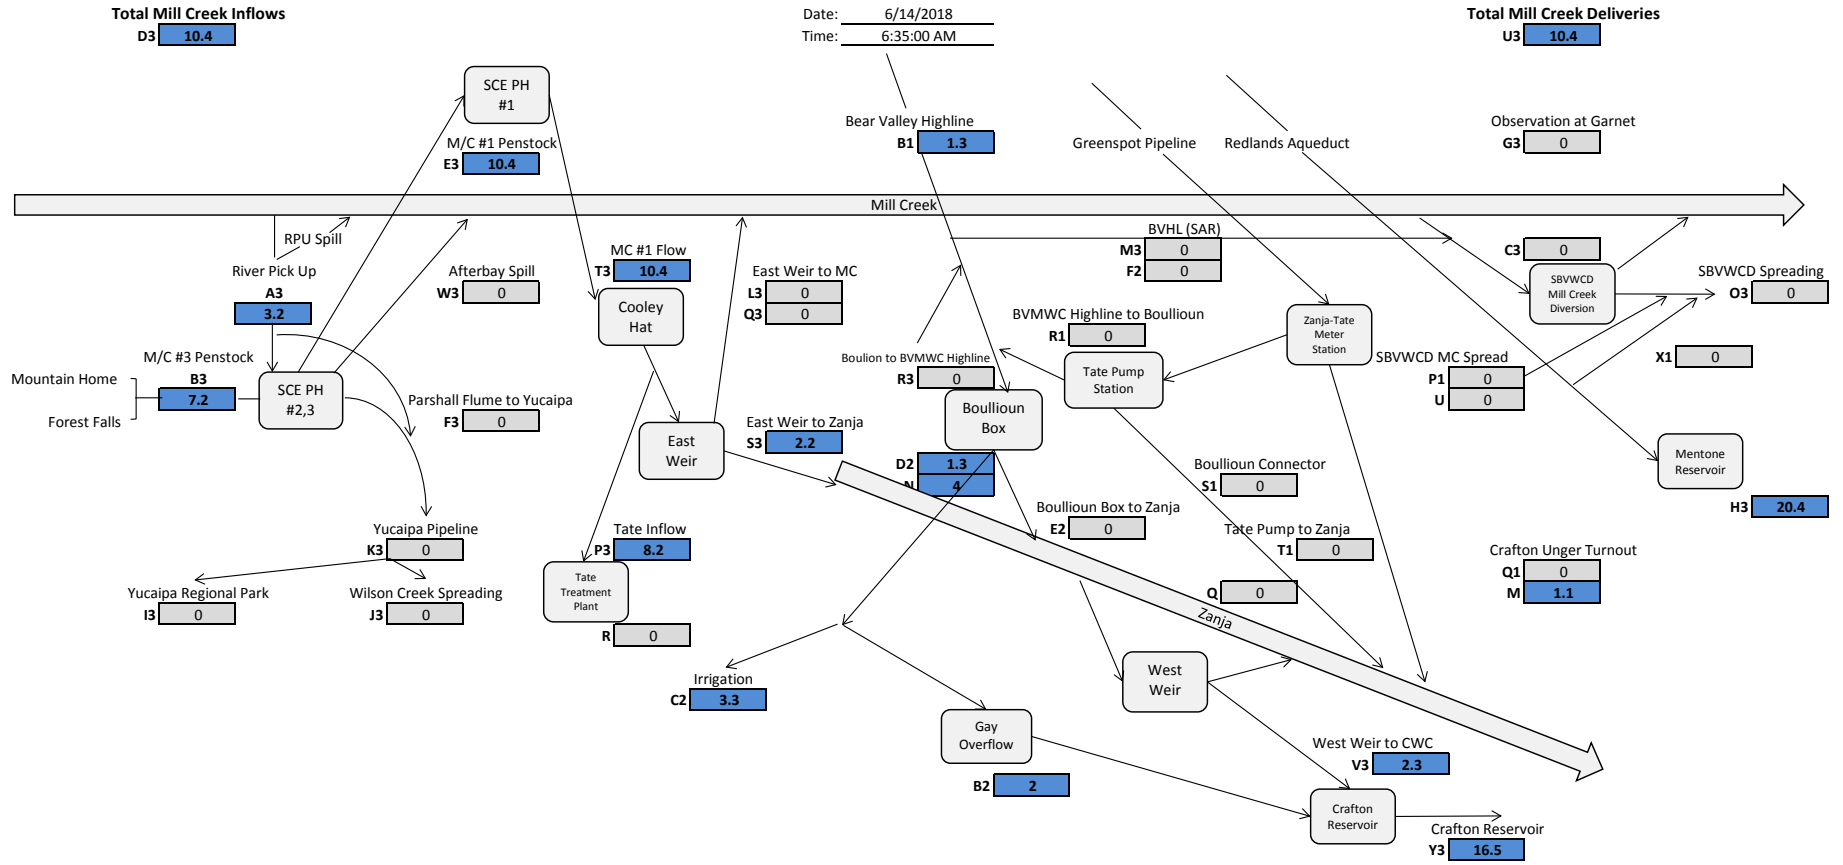 Total Mill Creek Inflows
D3 10.4
Date: 6/14/2018
Time: 6:35:00 AM
Total Mill Creek Deliveries
U3 10.4
SCE PH
#1
M/C #1 Penstock
E3 10.4
Bear Valley Highline
B1 1.3
Greenspot Pipeline
Redlands Aqueduct
Observation at Garnet
G3 0
Mill Creek
RPU Spill
River Pick Up
A3
3.2
Afterbay Spill
W3 0
MC #1 Flow
T3 10.4
Cooley
Hat
East Weir to MC
L3 0
Q3 0
BVHL (SAR)
M3 0
F2 0
C3 0
SBVWCD
Mill Creek
Diversion
SBVWCD Spreading
O3 0
BVMWC Highline to Boullioun
R1 0
Zanja-Tate
Meter
Station
M/C #3 Penstock
B3
7.2
Mountain Home
Forest Falls
SCE PH
#2,3
Parshall Flume to Yucaipa
F3 0
Boulion to BVMWC Highline
R3 0
Tate Pump
Station
SBVWCD MC Spread
P1 0
U 0
X1 0
Boullioun
Box
East
Weir
East Weir to Zanja
S3 2.2
D2 1.3
N 4
Boullioun Connector
S1 0
Mentone
Reservoir
H3 20.4
Boullioun Box to Zanja
E2 0
Yucaipa Pipeline
K3 0
Tate Inflow
P3 8.2
Tate Pump to Zanja
T1 0
Crafton Unger Turnout
Q1 0
M 1.1
Yucaipa Regional Park
I3 0
Wilson Creek Spreading
J3 0
Tate
Treatment
Plant
R 0
Q 0
Zanja
Irrigation
C2 3.3
West
Weir
Gay
Overflow
B2 2
West Weir to CWC
V3 2.3
Crafton
Reservoir
Crafton Reservoir
Y3 16.5